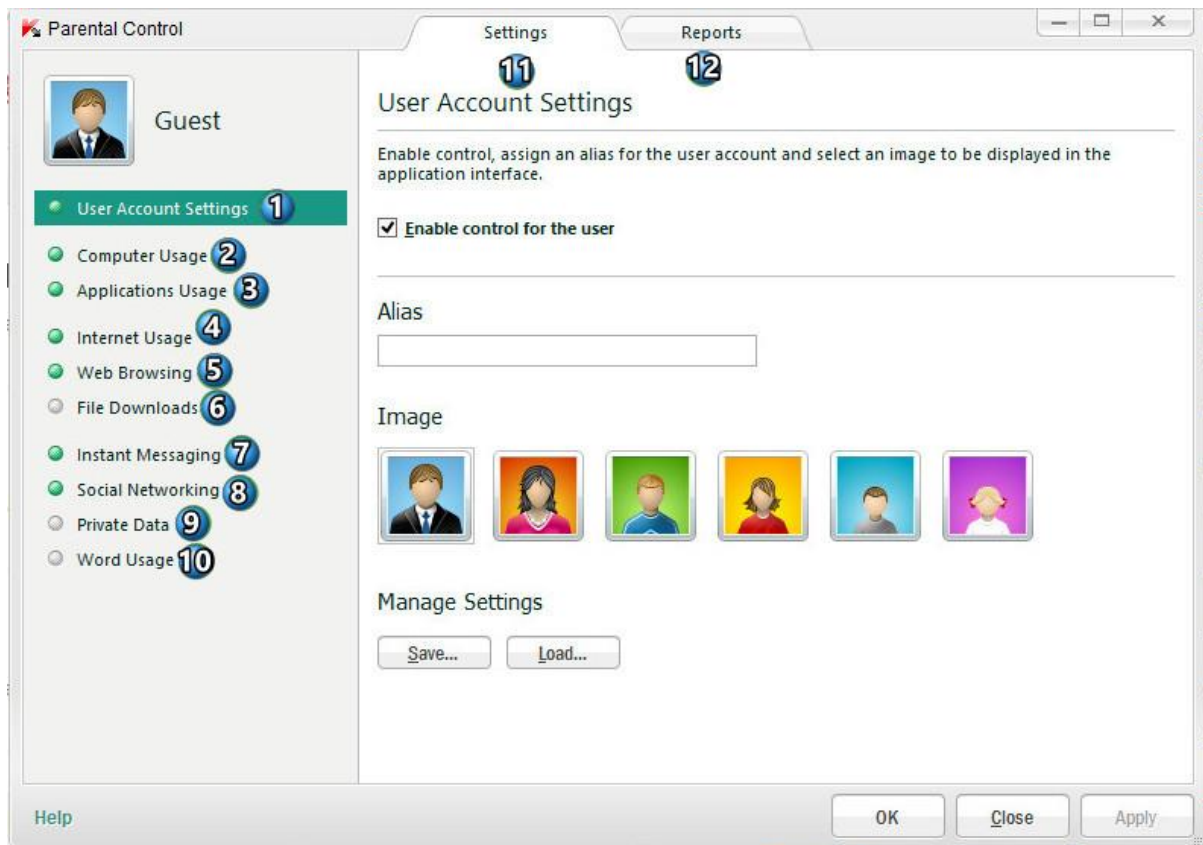 Parental Control
Settings
Reports
11
12
Guest
User Account Settings 1
Computer Usage 2
Applications Usage 3
Internet Usage 4
Web Browsing 5
File Downloads 6
Instant Messaging 7
Social Networking 8
Private Data 9
Word Usage 10
User Account Settings
Enable control, assign an alias for the user account and select an image to be displayed in the
application interface.
Enable control for the user
Alias
Image
Manage Settings
Save...
Load...
Help
OK
Close
Apply